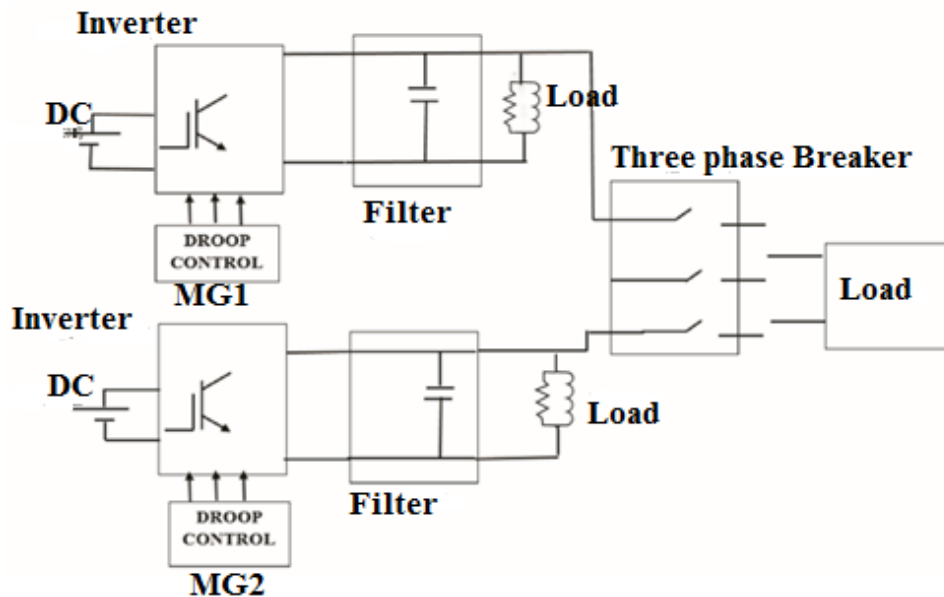 Inverter
DC
Load
Three phase Breaker
Filter
DROOP
CONTROL
MG1
Load
Inverter
DC
Load
Filter
DROOP
CONTROL
MG2